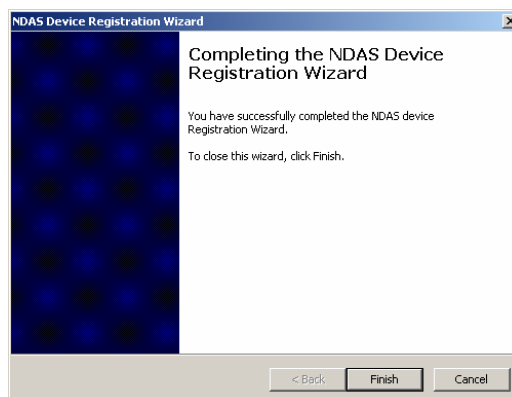 NDAS Device Registration Wizard
Completing the NDAS Device
Registration Wizard
You have successfully completed the NDAS device
Registration Wizard.
To close this wizard, click Finish.
< Back
Finish
Cancel